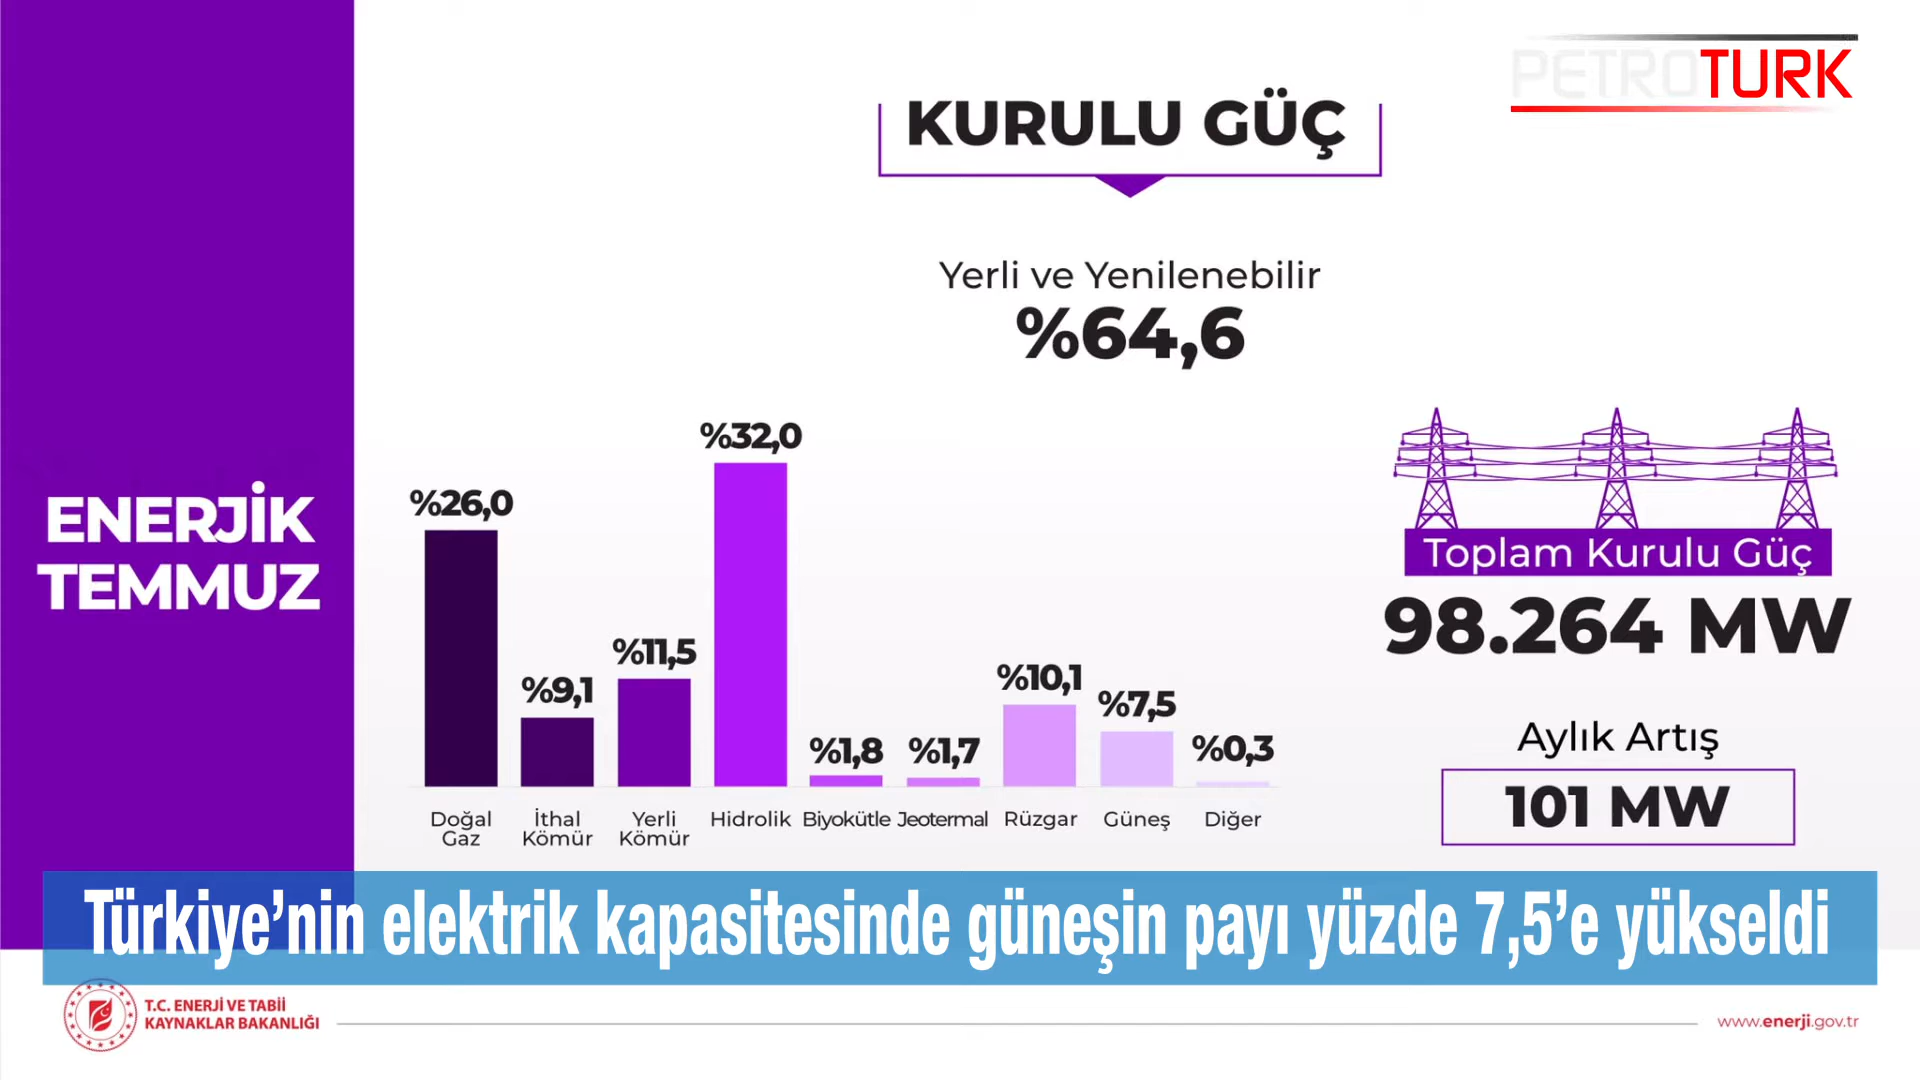 PETROTURK
KURULU GÜÇ
Yerli ve Yenilenebilir
%64,6
ENERJİK
TEMMUZ
%26,0
%9,1
%11,5
%32,0
%1,8
%1,7
%10,1
%7,5
%0,3
Doğal
Gaz
İthal
Kömür
Yerli
Kömür
Hidrolik
Biyokütle
Jeotermal
Rüzgar
Güneş
Diğer
Toplam Kurulu Güç
98.264 MW
Aylık Artış
101 MW
Türkiye’nin elektrik kapasitesinde güneşin payı yüzde 7,5’e yükseldi
T.C. ENERJİ VE TABİİ
KAYNAKLAR BAKANLIĞI
www.enerji.gov.tr